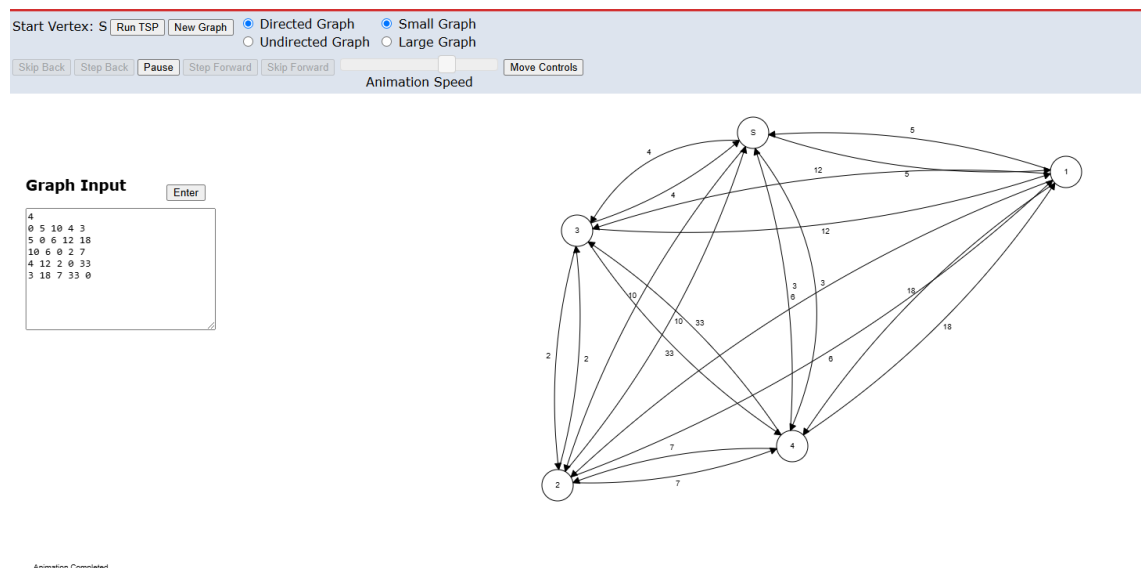 Start Vertex: S Run TSP New Graph Directed Graph Small Graph
Undirected Graph Large Graph
Skip Back Step Back Pause Step Forward Skip Forward Move Controls
Animation Speed
Graph Input Enter
4
0 5 10 4 3
5 0 6 12 18
10 6 0 2 7
4 12 2 0 33
3 18 7 33 0
S
5
4
12
5
1
4
3
12
3
3
6
18
10
10
33
18
33
2
2
6
4
7
7
2
Animation Completed